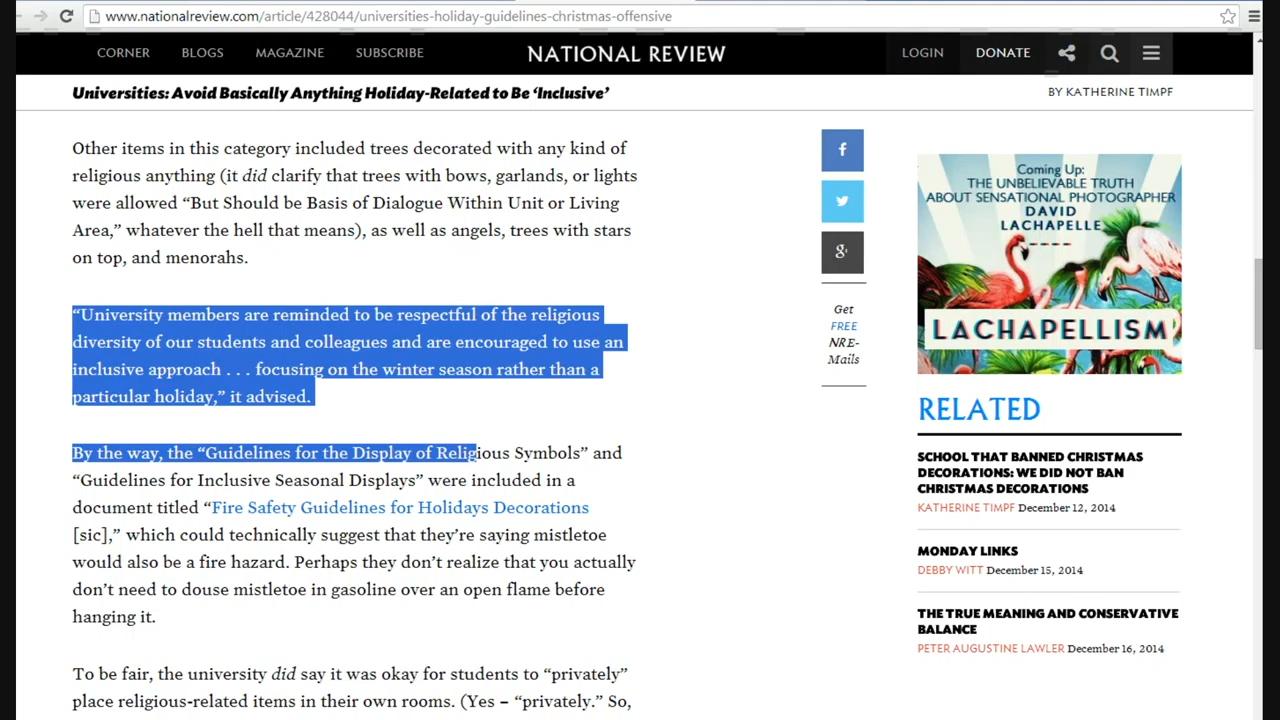 www.nationalreview.com/article/428044/universities-holiday-guidelines-christmas-offensive
CORNER BLOGS MAGAZINE SUBSCRIBE NATIONAL REVIEW LOGIN DONATE
Universities: Avoid Basically Anything Holiday-Related to Be ‘Inclusive’ BY KATHERINE TIMPF
Other items in this category included trees decorated with any kind of
religious anything (it did clarify that trees with bows, garlands, or lights
were allowed “But Should be Basis of Dialogue Within Unit or Living
Area,” whatever the hell that means), as well as angels, trees with stars
on top, and menorahs.
“University members are reminded to be respectful of the religious
diversity of our students and colleagues and are encouraged to use an
inclusive approach . . . focusing on the winter season rather than a
particular holiday,” it advised.
By the way, the “Guidelines for the Display of Religious Symbols” and
“Guidelines for Inclusive Seasonal Displays” were included in a
document titled “Fire Safety Guidelines for Holidays Decorations
[sic],” which could technically suggest that they’re saying mistletoe
would also be a fire hazard. Perhaps they don’t realize that you actually
don’t need to douse mistletoe in gasoline over an open flame before
hanging it.
To be fair, the university did say it was okay for students to “privately”
place religious-related items in their own rooms. (Yes – “privately.” So,
f
g+
Get
FREE
NRE-
Mails
Coming Up:
THE UNBELIEVABLE TRUTH
ABOUT SENSATIONAL PHOTOGRAPHER
DAVID
LACHAPELLE
LACHAPELLISM
RELATED
SCHOOL THAT BANNED CHRISTMAS
DECORATIONS: WE DID NOT BAN
CHRISTMAS DECORATIONS
KATHERINE TIMPF December 12, 2014
MONDAY LINKS
DEBBY WITT December 15, 2014
THE TRUE MEANING AND CONSERVATIVE
BALANCE
PETER AUGUSTINE LAWLER December 16, 2014